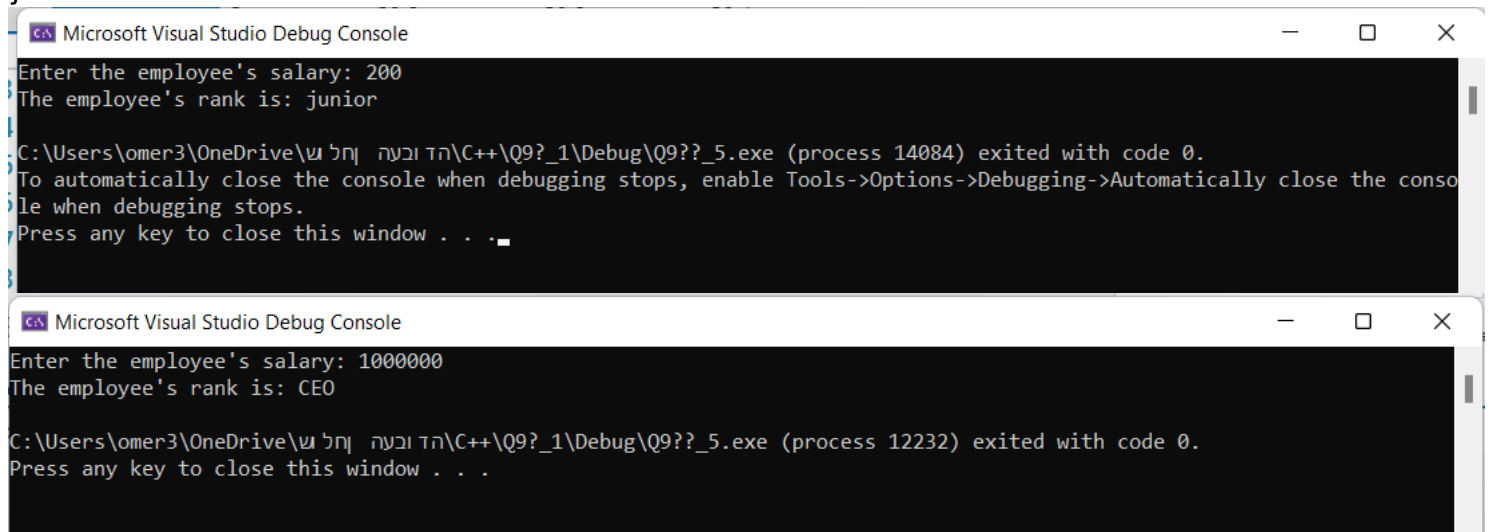 Microsoft Visual Studio Debug Console
Enter the employee's salary: 200
The employee's rank is: junior
C:\Users\omer3\OneDrive\שולחן העבודה\C++\Q9?_1\Debug\Q9??_5.exe (process 14084) exited with code 0.
To automatically close the console when debugging stops, enable Tools->Options->Debugging->Automatically close the conso
le when debugging stops.
Press any key to close this window . . .
Microsoft Visual Studio Debug Console
Enter the employee's salary: 1000000
The employee's rank is: CEO
C:\Users\omer3\OneDrive\שולחן העבודה\C++\Q9?_1\Debug\Q9??_5.exe (process 12232) exited with code 0.
Press any key to close this window . . .